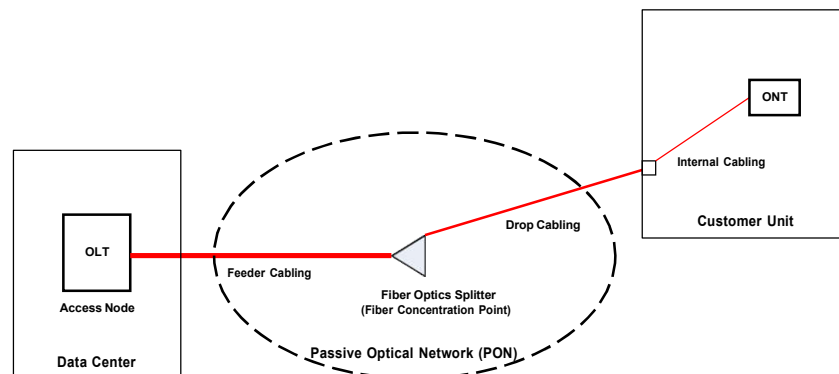 ONT
Internal Cabling
Customer Unit
Drop Cabling
OLT
Feeder Cabling
Access Node
Fiber Optics Splitter
(Fiber Concentration Point)
Passive Optical Network (PON)
Data Center